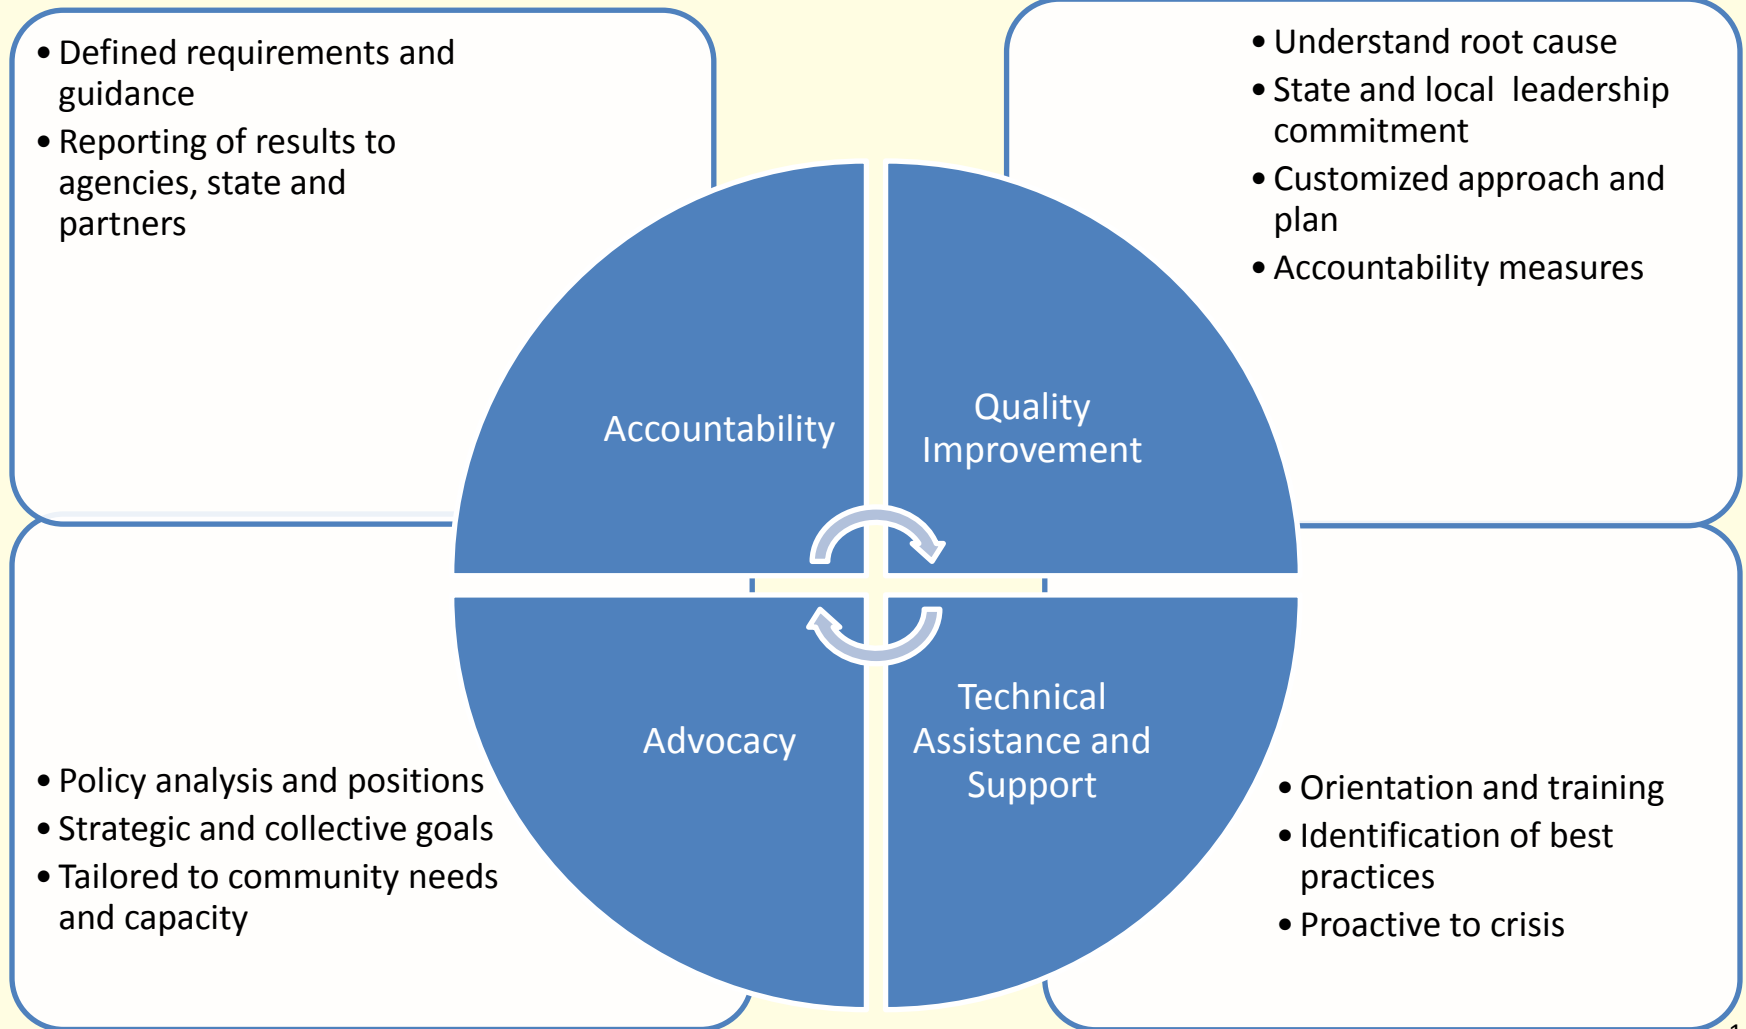 • Defined requirements and
guidance
• Reporting of results to
agencies, state and
partners
• Understand root cause
• State and local  leadership
commitment
• Customized approach and
plan
• Accountability measures
Accountability
Quality
Improvement
Advocacy
Technical
Assistance and
Support
• Policy analysis and positions
• Strategic and collective goals
• Tailored to community needs
and capacity
• Orientation and training
• Identification of best
practices
• Proactive to crisis